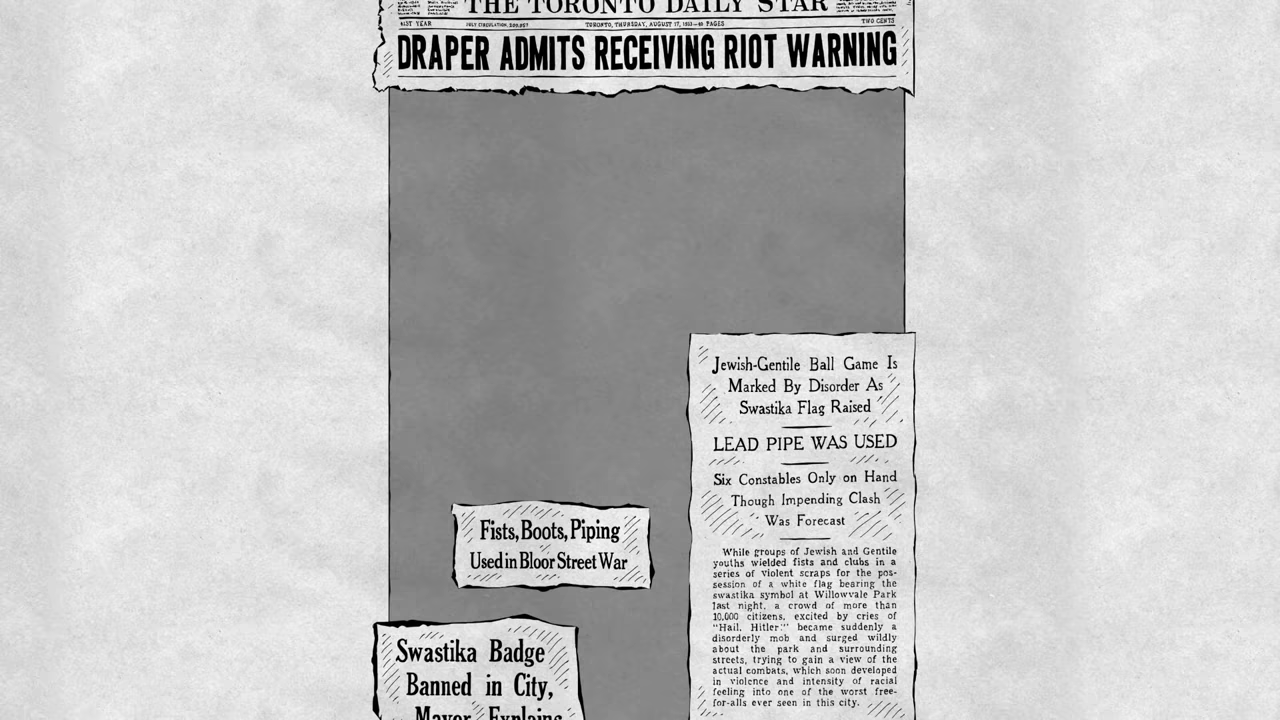 THE TORONTO DAILY STAR
41ST YEAR JULY CIRCULATION, 200,957 TORONTO, THURSDAY, AUGUST 17, 1933—40 PAGES TWO CENTS
DRAPER ADMITS RECEIVING RIOT WARNING
Jewish-Gentile Ball Game Is
Marked By Disorder As
Swastika Flag Raised
LEAD PIPE WAS USED
Six Constables Only on Hand
Though Impending Clash
Was Forecast
While groups of Jewish and Gentile
youths wielded fists and clubs in a
series of violent scraps for the pos-
session of a white flag bearing the
swastika symbol at Willowvale Park
last night, a crowd of more than
10,000 citizens, excited by cries of
"Hail, Hitler!" became suddenly a
disorderly mob and surged wildly
about the park and surrounding
streets, trying to gain a view of the
actual combats, which soon developed
in violence and intensity of racial
feeling into one of the worst free-
for-alls ever seen in this city.
Fists, Boots, Piping
Used in Bloor Street War
Swastika Badge
Banned in City,
Mayor Explains